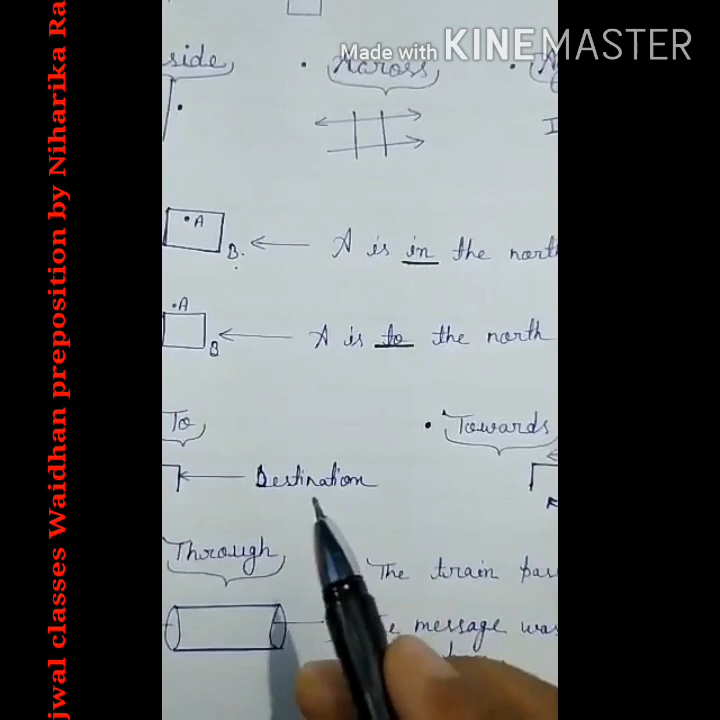 Made with KINEMASTER
jwal classes Waidhan preposition by Niharika Ra
side • Across •
•A
B.
A is in the north
•A
B
A is to the north
To • Towards
Destination
Through
The train pas
message was